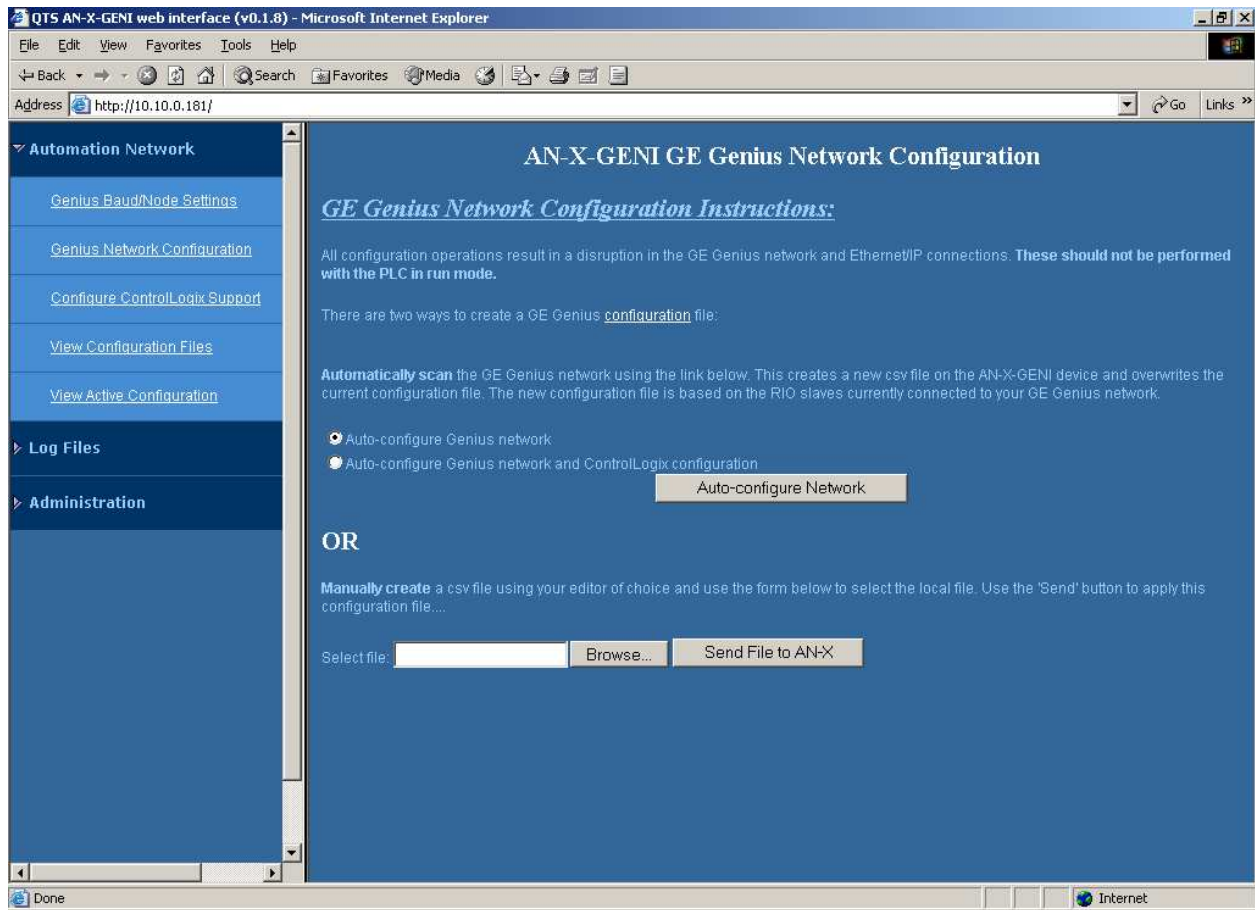 QTS AN-X-GENI web interface (v0.1.8) - Microsoft Internet Explorer
File Edit View Favorites Tools Help
Back Search Favorites Media
Address http://10.10.0.181/ Go Links »
Automation Network
Genius Baud/Node Settings
Genius Network Configuration
Configure ControlLogix Support
View Configuration Files
View Active Configuration
Log Files
Administration
AN-X-GENI GE Genius Network Configuration
GE Genius Network Configuration Instructions:
All configuration operations result in a disruption in the GE Genius network and Ethernet/IP connections. These should not be performed
with the PLC in run mode.
There are two ways to create a GE Genius configuration file:
Automatically scan the GE Genius network using the link below. This creates a new csv file on the AN-X-GENI device and overwrites the
current configuration file. The new configuration file is based on the RIO slaves currently connected to your GE Genius network.
Auto-configure Genius network
Auto-configure Genius network and ControlLogix configuration
Auto-configure Network
OR
Manually create a csv file using your editor of choice and use the form below to select the local file. Use the 'Send' button to apply this
configuration file....
Select file: Browse... Send File to AN-X
Done Internet